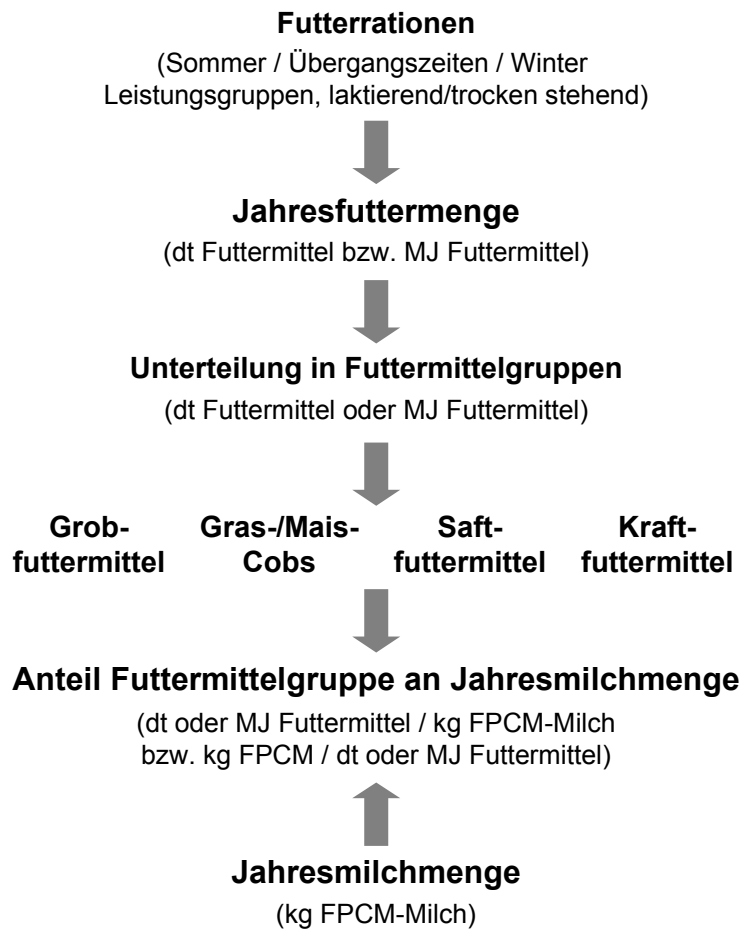 Futterrationen
(Sommer / Übergangszeiten / Winter
Leistungsgruppen, laktierend/trocken stehend)
Jahresfuttermenge
(dt Futtermittel bzw. MJ Futtermittel)
Unterteilung in Futtermittelgruppen
(dt Futtermittel oder MJ Futtermittel)
Grob-
futtermittel
Gras-/Mais-
Cobs
Saft-
futtermittel
Kraft-
futtermittel
Anteil Futtermittelgruppe an Jahresmilchmenge
(dt oder MJ Futtermittel / kg FPCM-Milch
bzw. kg FPCM / dt oder MJ Futtermittel)
Jahresmilchmenge
(kg FPCM-Milch)